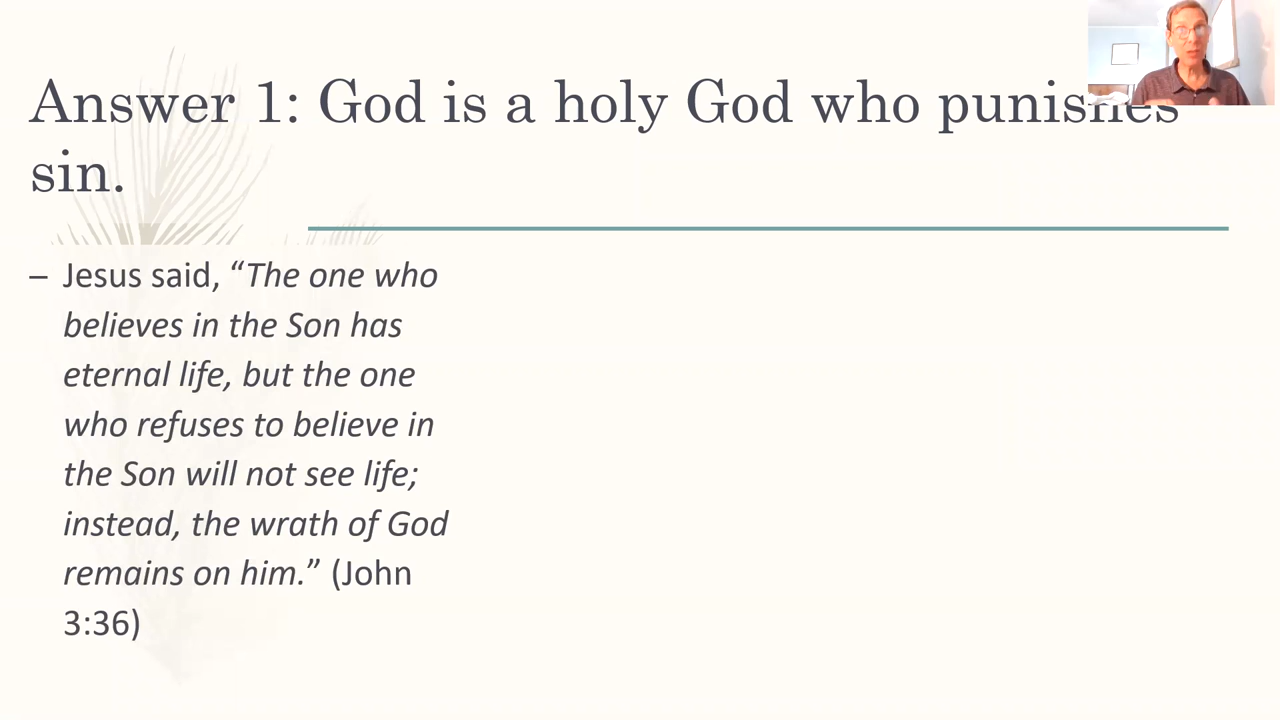 Answer 1: God is a holy God who punishes
sin.
– Jesus said, “The one who
believes in the Son has
eternal life, but the one
who refuses to believe in
the Son will not see life;
instead, the wrath of God
remains on him.” (John
3:36)